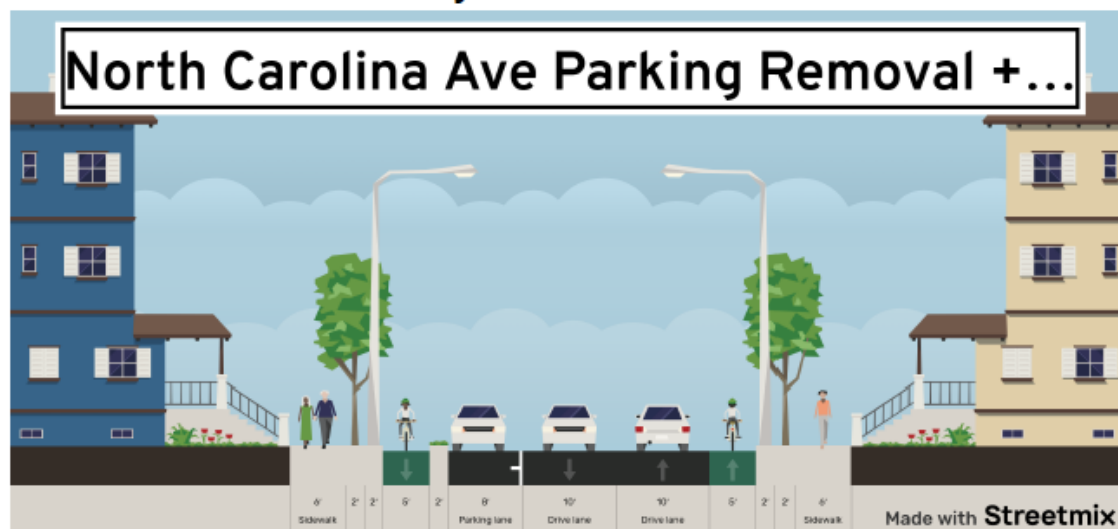 North Carolina Ave Parking Removal +...
6' 2' 2' 5' 2' 8' 10' 10' 5' 2' 2' 6'
Sidewalk Parking lane Drive lane Drive lane Sidewalk
Made with Streetmix